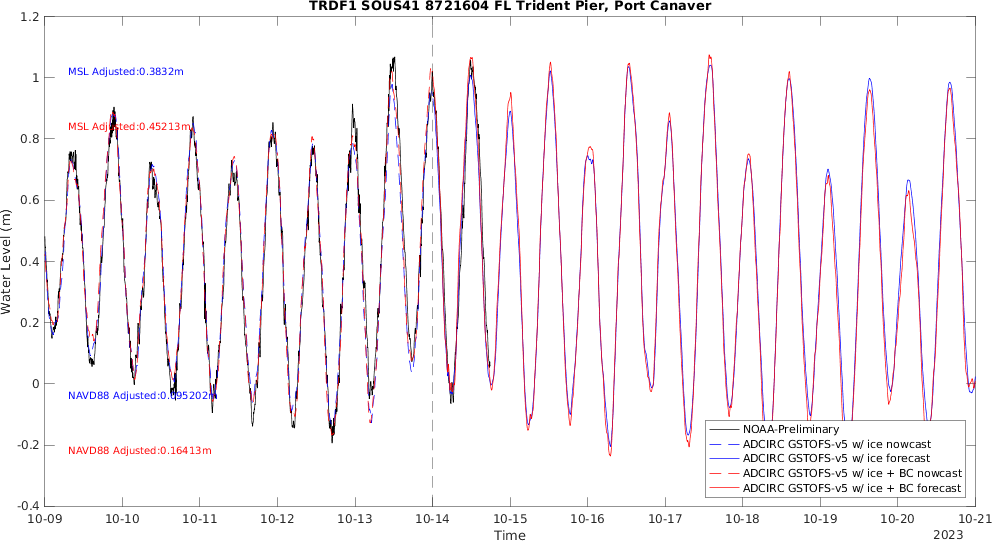 TRDF1 SOUS41 8721604 FL Trident Pier, Port Canaver
1.2
1
0.8
0.6
0.4
0.2
0
-0.2
-0.4
Water Level (m)
MSL Adjusted:0.3832m
MSL Adjusted:0.45213m
NAVD88 Adjusted:0.095202m
NAVD88 Adjusted:0.16413m
NOAA-Preliminary
ADCIRC GSTOFS-v5 w/ ice nowcast
ADCIRC GSTOFS-v5 w/ ice forecast
ADCIRC GSTOFS-v5 w/ ice + BC nowcast
ADCIRC GSTOFS-v5 w/ ice + BC forecast
10-09 10-10 10-11 10-12 10-13 10-14 10-15 10-16 10-17 10-18 10-19 10-20 10-21
Time
2023